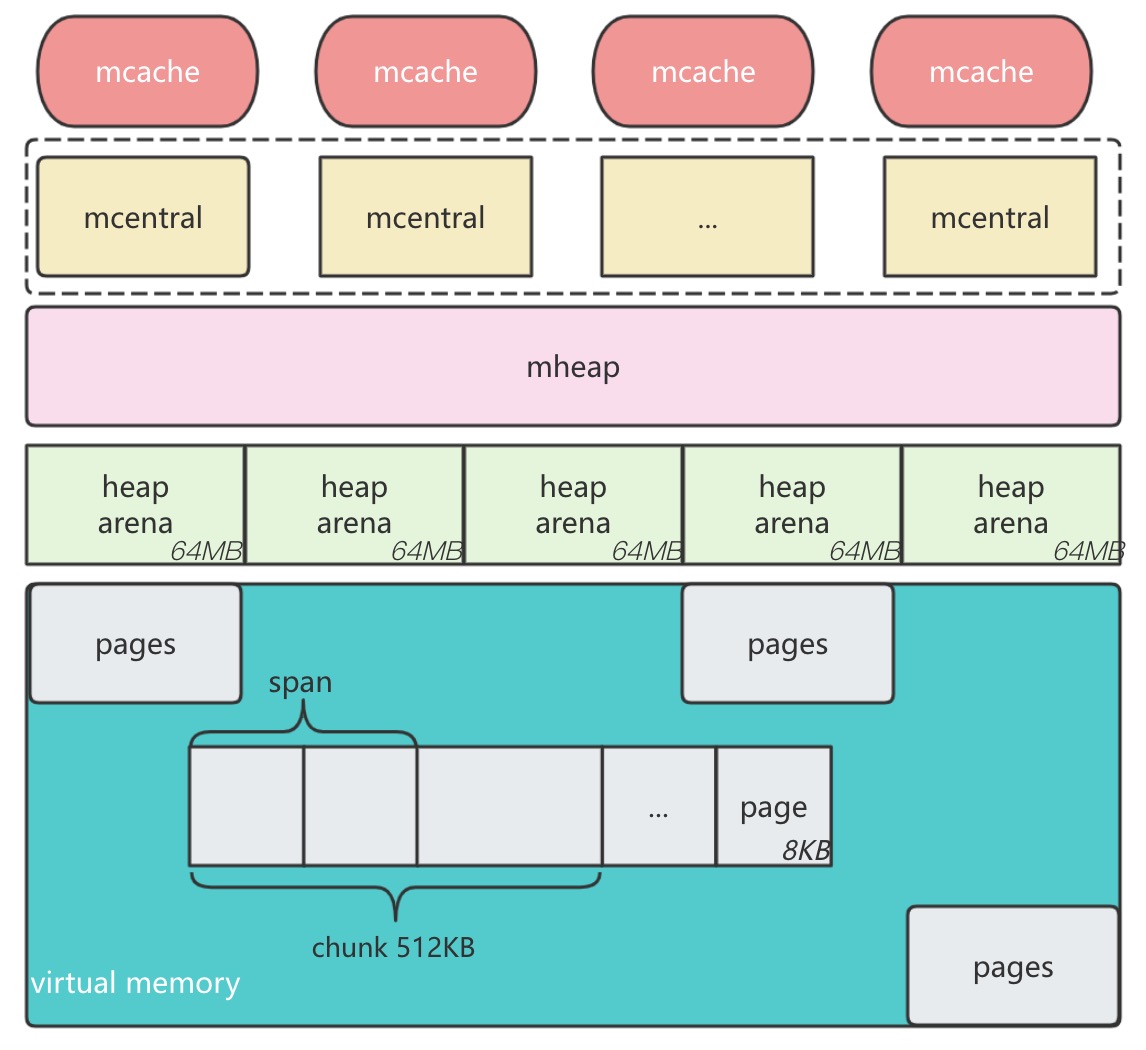 mcache
mcache
mcache
mcache
mcentral
mcentral
...
mcentral
mheap
heap
arena
64MB
heap
arena
64MB
heap
arena
64MB
heap
arena
64MB
heap
arena
64MB
pages
pages
span
...
page
8KB
chunk 512KB
pages
virtual memory